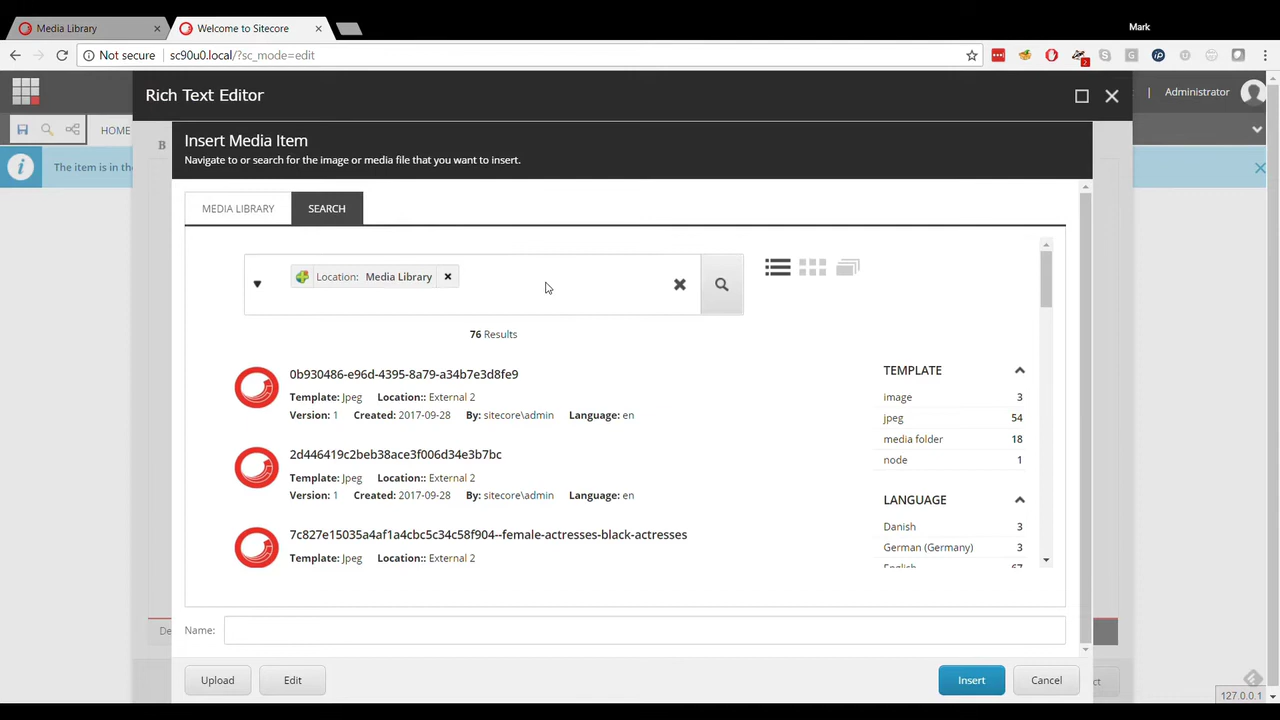 Media Library
Welcome to Sitecore
Mark
Not secure
sc90u0.local/?sc_mode=edit
2
Rich Text Editor
Administrator
Insert Media Item
Navigate to or search for the image or media file that you want to insert.
HOME
B
The item is in the
MEDIA LIBRARY
SEARCH
Location: Media Library
76 Results
0b930486-e96d-4395-8a79-a34b7e3d8fe9
Template: Jpeg Location:: External 2
Version: 1 Created: 2017-09-28 By: sitecore\admin Language: en
2d446419c2beb38ace3f006d34e3b7bc
Template: Jpeg Location:: External 2
Version: 1 Created: 2017-09-28 By: sitecore\admin Language: en
7c827e15035a4af1a4cbc5c34c58f904--female-actresses-black-actresses
Template: Jpeg Location:: External 2
TEMPLATE
image 3
jpeg 54
media folder 18
node 1
LANGUAGE
Danish 3
German (Germany) 3
English 67
De
Name:
Upload
Edit
Insert
Cancel
ct
127.0.0.1